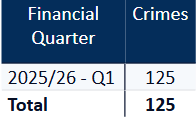 Financial Quarter Crimes
2025/26 - Q1 125
Total 125